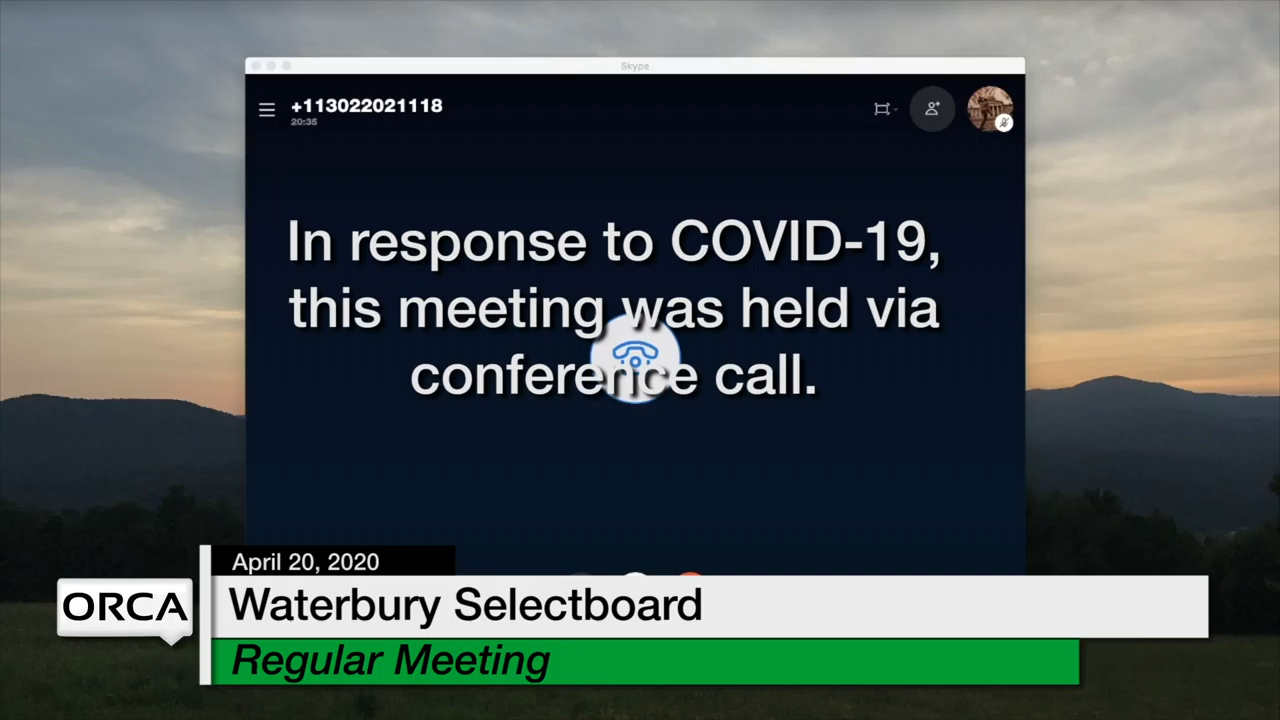 Skype
+113022021118
20:35
In response to COVID-19,
this meeting was held via
conference call.
April 20, 2020
ORCA
Waterbury Selectboard
Regular Meeting